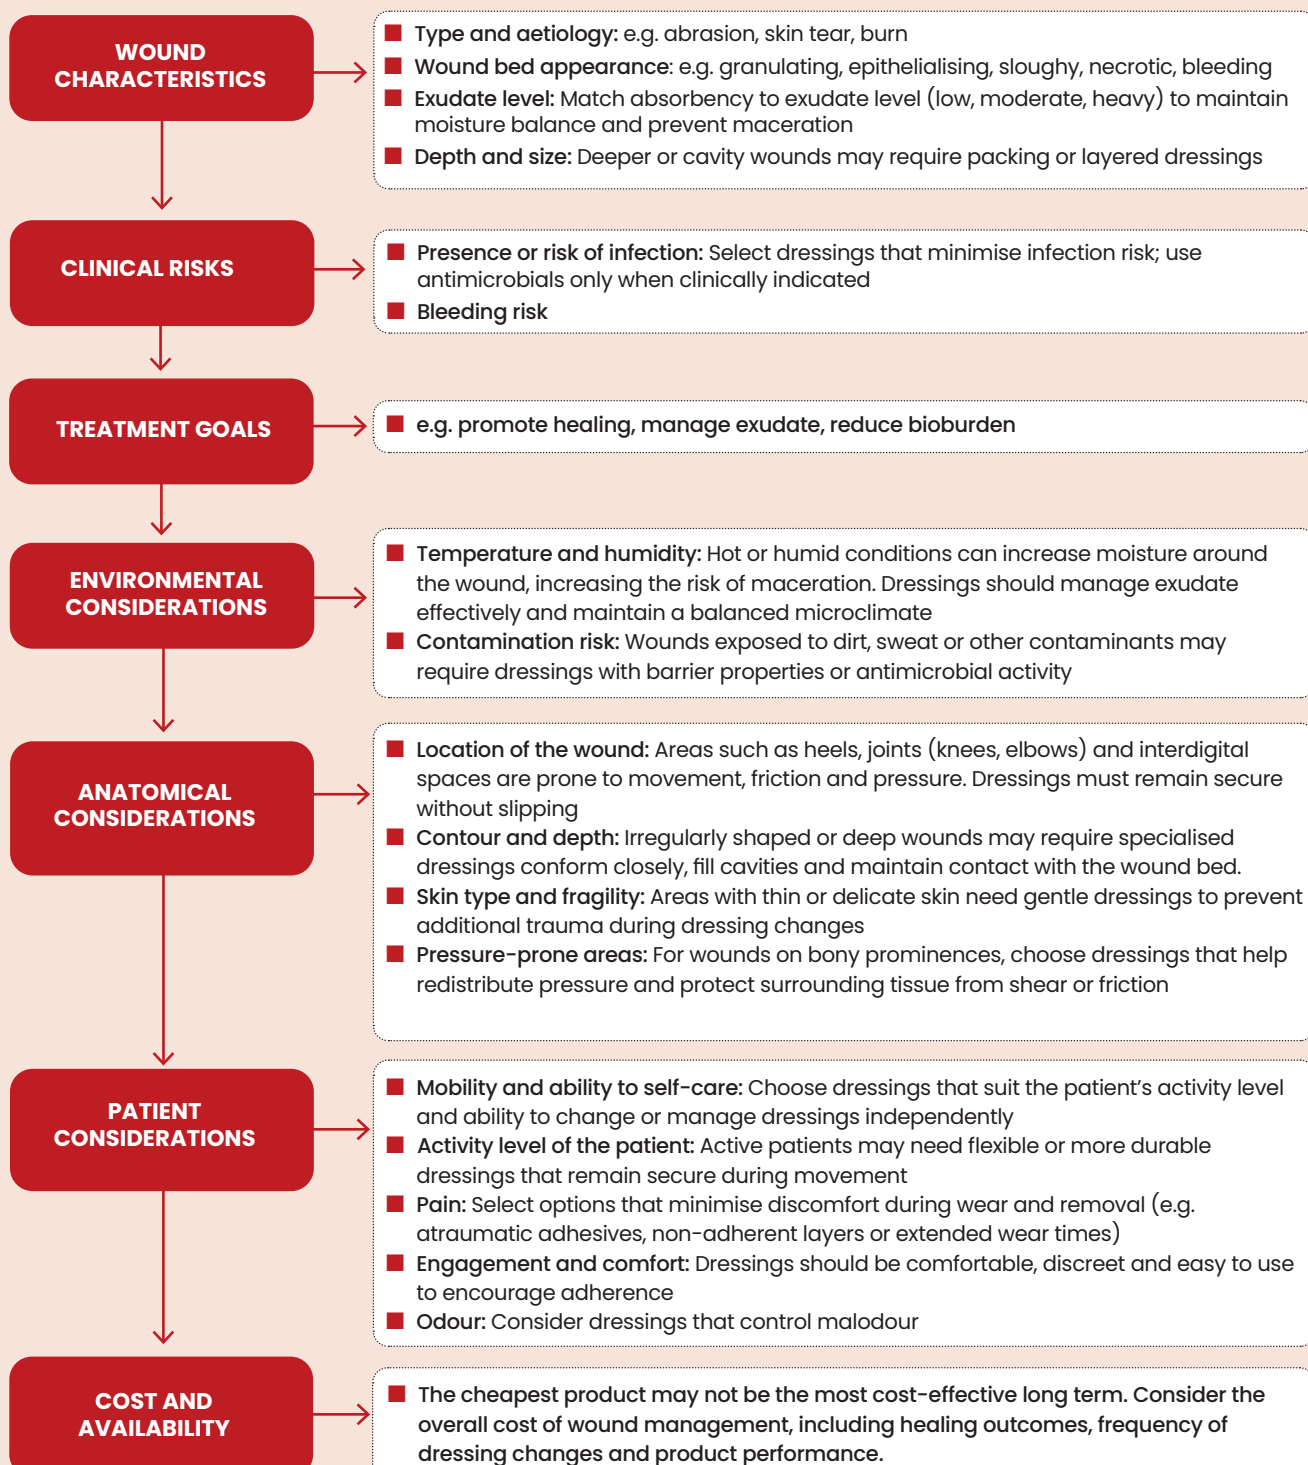 WOUND
CHARACTERISTICS
■ Type and aetiology: e.g. abrasion, skin tear, burn
■ Wound bed appearance: e.g. granulating, epithelialising, sloughy, necrotic, bleeding
■ Exudate level: Match absorbency to exudate level (low, moderate, heavy) to maintain
moisture balance and prevent maceration
■ Depth and size: Deeper or cavity wounds may require packing or layered dressings
CLINICAL RISKS
■ Presence or risk of infection: Select dressings that minimise infection risk; use
antimicrobials only when clinically indicated
■ Bleeding risk
TREATMENT GOALS
■ e.g. promote healing, manage exudate, reduce bioburden
ENVIRONMENTAL
CONSIDERATIONS
■ Temperature and humidity: Hot or humid conditions can increase moisture around
the wound, increasing the risk of maceration. Dressings should manage exudate
effectively and maintain a balanced microclimate
■ Contamination risk: Wounds exposed to dirt, sweat or other contaminants may
require dressings with barrier properties or antimicrobial activity
ANATOMICAL
CONSIDERATIONS
■ Location of the wound: Areas such as heels, joints (knees, elbows) and interdigital
spaces are prone to movement, friction and pressure. Dressings must remain secure
without slipping
■ Contour and depth: Irregularly shaped or deep wounds may require specialised
dressings conform closely, fill cavities and maintain contact with the wound bed.
■ Skin type and fragility: Areas with thin or delicate skin need gentle dressings to prevent
additional trauma during dressing changes
■ Pressure-prone areas: For wounds on bony prominences, choose dressings that help
redistribute pressure and protect surrounding tissue from shear or friction
PATIENT
CONSIDERATIONS
■ Mobility and ability to self-care: Choose dressings that suit the patient's activity level
and ability to change or manage dressings independently
■ Activity level of the patient: Active patients may need flexible or more durable
dressings that remain secure during movement
■ Pain: Select options that minimise discomfort during wear and removal (e.g.
atraumatic adhesives, non-adherent layers or extended wear times)
■ Engagement and comfort: Dressings should be comfortable, discreet and easy to use
to encourage adherence
■ Odour: Consider dressings that control malodour
COST AND
AVAILABILITY
■ The cheapest product may not be the most cost-effective long term. Consider the
overall cost of wound management, including healing outcomes, frequency of
dressing changes and product performance.